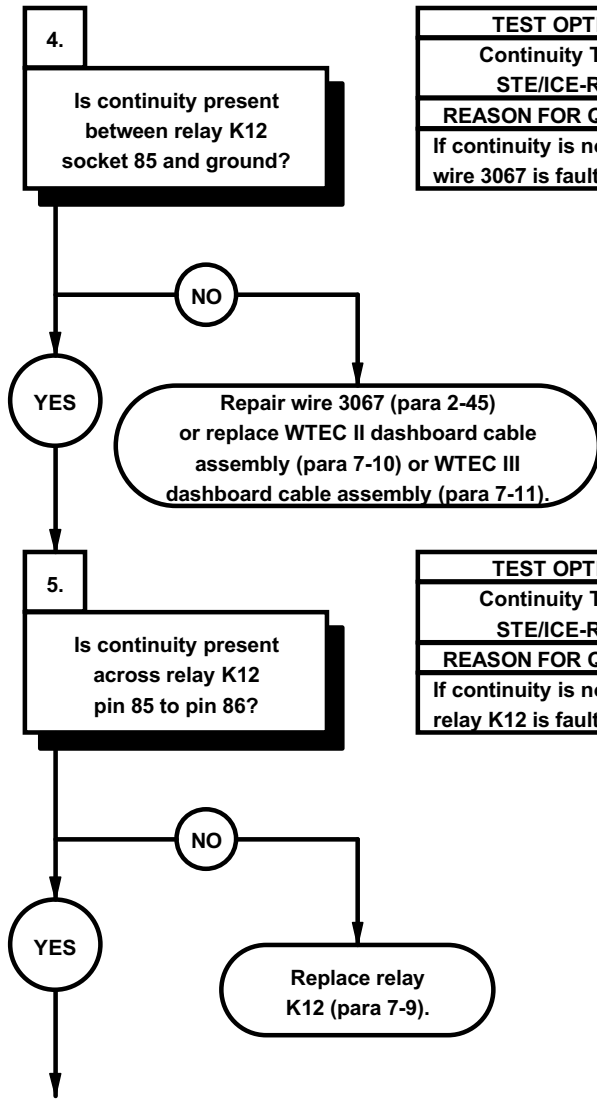 4.
Is continuity present
between relay K12
socket 85 and ground?
TEST OPT
Continuity
STE/ICE-R
REASON FOR
If continuity is
wire 3067 is
NO
YES
Repair wire 3067 (para 2-45)
or replace WTEC II dashboard cable
assembly (para 7-10) or WTEC III
dashboard cable assembly (para 7-11).
5.
Is continuity present
across relay K12
pin 85 to pin 86?
TEST OPT
Continuity
STE/ICE-R
REASON FOR
If continuity is
relay K12 is
NO
YES
Replace relay
K12 (para 7-9).